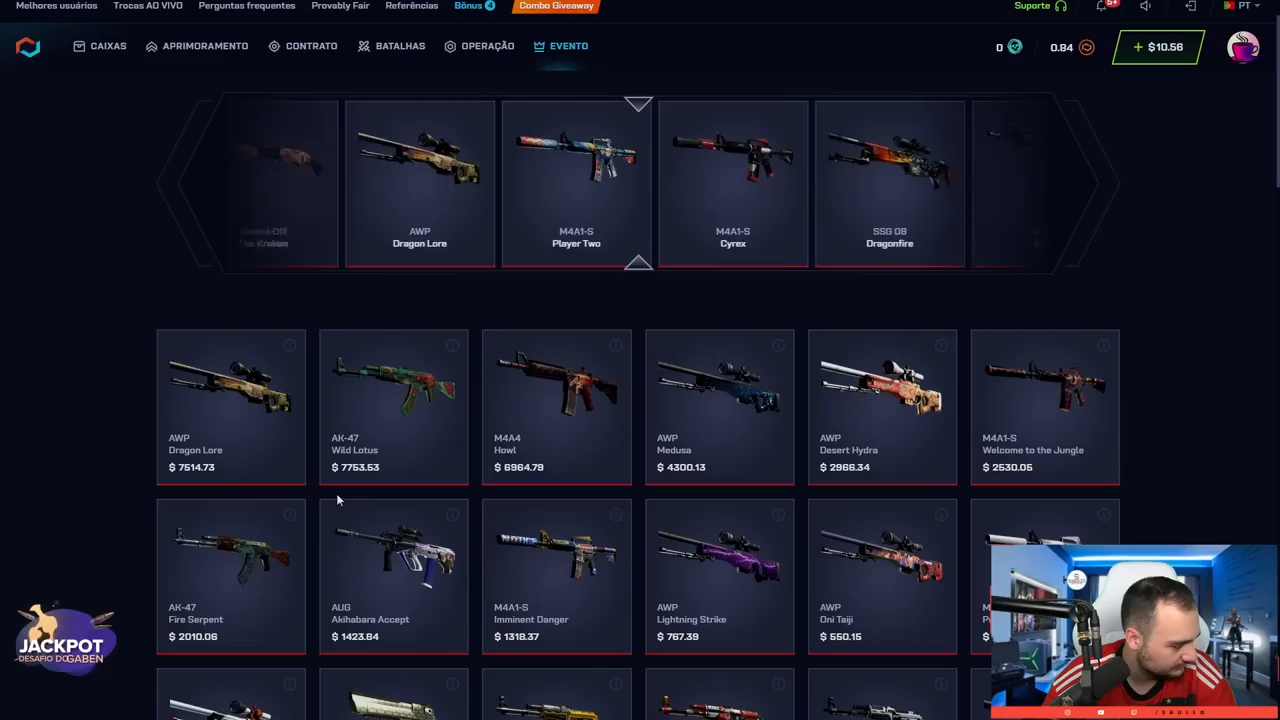 Melhores usuários Trocas AO VIVO Perguntas frequentes Provably Fair Referências Bônus 4 Combo Giveaway Suporte 5+ PT
CAIXAS APRIMORAMENTO CONTRATO BATALHAS OPERAÇÃO EVENTO 0 0.84 + $10.56
The Kraken
AWP
Dragon Lore
M4A1-S
Player Two
M4A1-S
Cyrex
SSG 08
Dragonfire
AWP
Dragon Lore
$ 7514.73
AK-47
Wild Lotus
$ 7753.53
M4A4
Howl
$ 6964.79
AWP
Medusa
$ 4300.13
AWP
Desert Hydra
$ 2966.34
M4A1-S
Welcome to the Jungle
$ 2530.05
AK-47
Fire Serpent
$ 2010.06
AUG
Akihabara Accept
$ 1423.84
M4A1-S
Imminent Danger
$ 1318.37
AWP
Lightning Strike
$ 767.39
AWP
Oni Taiji
$ 550.15
JACKPOT
DESAFIO DO GABEN
/SAULLO